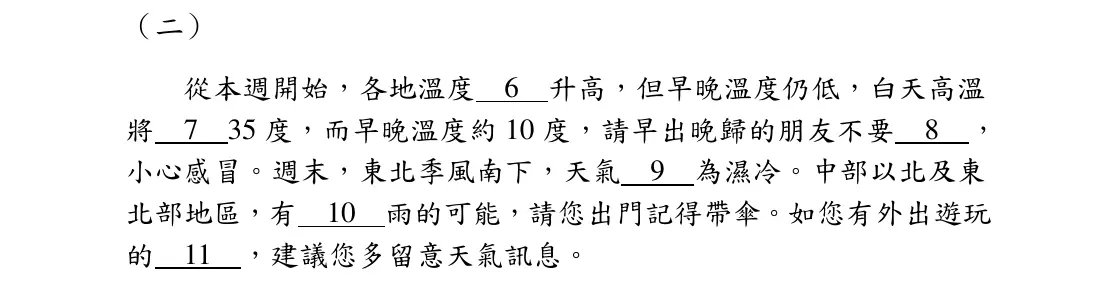 （二）
從本週開始，各地溫度 6 升高，但早晚溫度仍低，白天高溫
將 7 35 度，而早晚溫度約 10 度，請早出晚歸的朋友不要 8 ，
小心感冒。週末，東北季風南下，天氣 9 為濕冷。中部以北及東
北部地區，有 10 雨的可能，請您出門記得帶傘。如您有外出遊玩
的 11 ，建議您多留意天氣訊息。